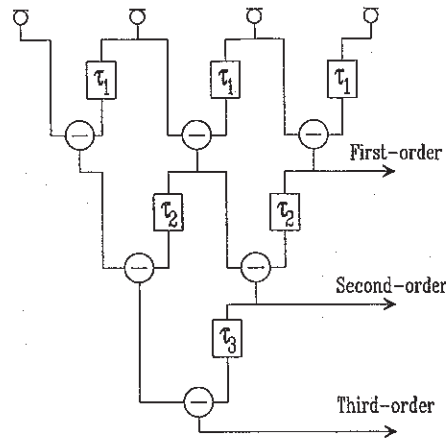 τ1 τ1 τ1
First-order
τ2 τ2
Second-order
τ3
Third-order